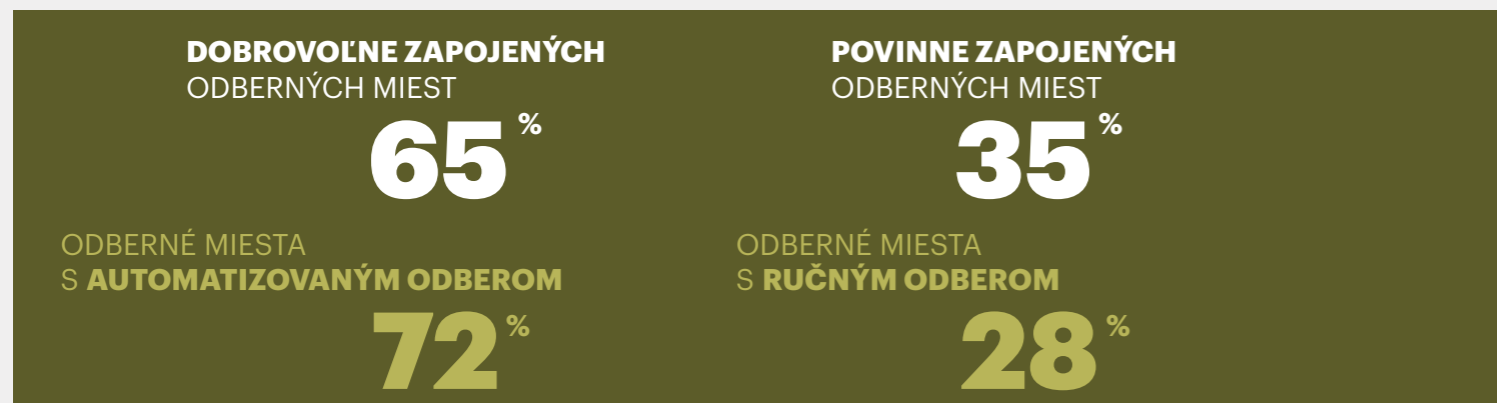 DOBROVOĽNE ZAPOJENÝCH
ODBERNÝCH MIEST
65 %
POVINNE ZAPOJENÝCH
ODBERNÝCH MIEST
35 %
ODBERNÉ MIESTA
S AUTOMATIZOVANÝM ODBEROM
72 %
ODBERNÉ MIESTA
S RUČNÝM ODBEROM
28 %